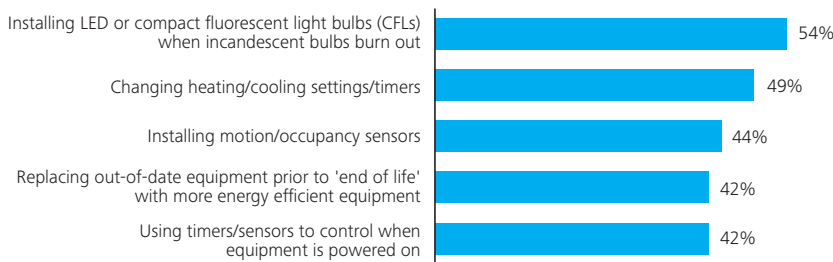 Installing LED or compact fluorescent light bulbs (CFLs)
when incandescent bulbs burn out
54%
Changing heating/cooling settings/timers
49%
Installing motion/occupancy sensors
44%
Replacing out-of-date equipment prior to 'end of life'
with more energy efficient equipment
42%
Using timers/sensors to control when
equipment is powered on
42%